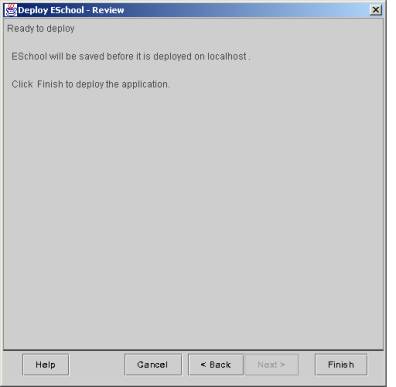 Deploy ESchool - Review
Ready to deploy
ESchool will be saved before it is deployed on localhost .
Click Finish to deploy the application.
Help Cancel < Back Next > Finish